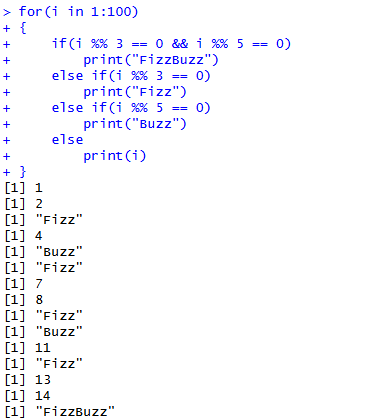 > for(i in 1:100)
+ {
+     if(i %% 3 == 0 && i %% 5 == 0)
+         print("FizzBuzz")
+     else if(i %% 3 == 0)
+         print("Fizz")
+     else if(i %% 5 == 0)
+         print("Buzz")
+     else
+         print(i)
+ }
[1] 1
[1] 2
[1] "Fizz"
[1] 4
[1] "Buzz"
[1] "Fizz"
[1] 7
[1] 8
[1] "Fizz"
[1] "Buzz"
[1] 11
[1] "Fizz"
[1] 13
[1] 14
[1] "FizzBuzz"